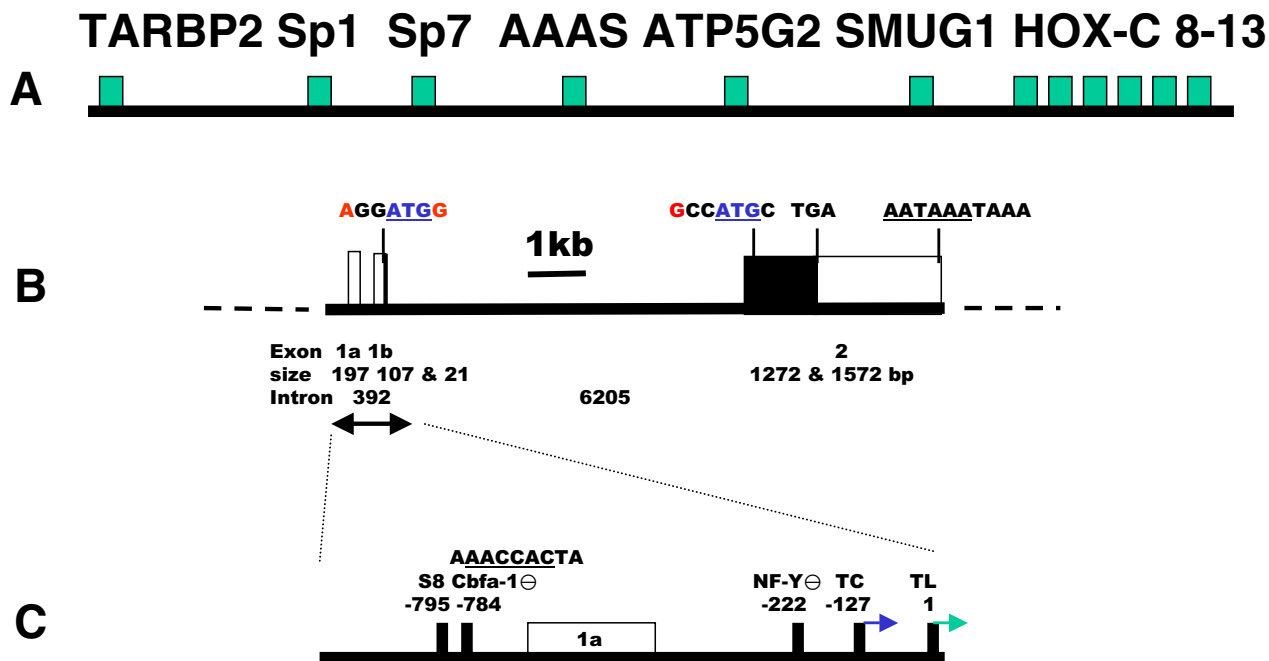 TARBP2 Sp1 Sp7 AAAS ATP5G2 SMUG1 HOX-C 8-13
A
AGGATGG GCCATGC TGA AATAAATAAA
1kb
B
Exon 1a 1b 2
size 197 107 & 21 1272 & 1572 bp
Intron 392 6205
AAACCACTA
S8 Cbfa-1⊖ NF-Y⊖ TC TL
-795 -784 -222 -127 1
C
1a